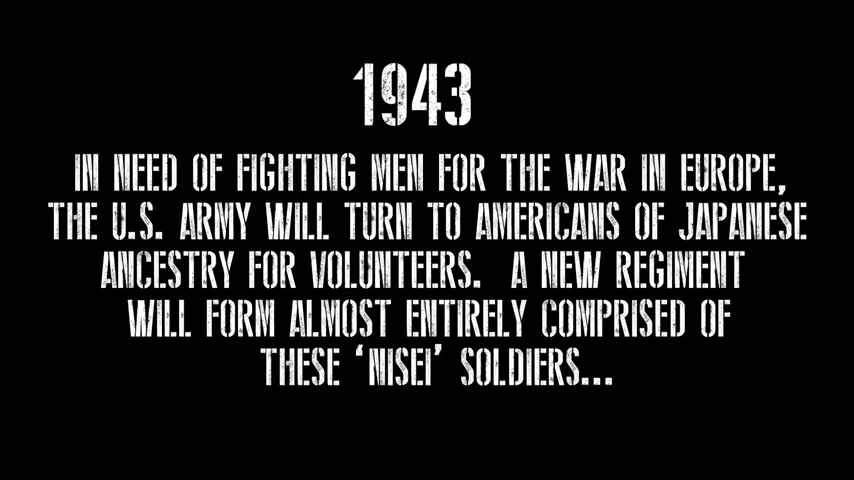 1943
IN NEED OF FIGHTING MEN FOR THE WAR IN EUROPE,
THE U.S. ARMY WILL TURN TO AMERICANS OF JAPANESE
ANCESTRY FOR VOLUNTEERS. A NEW REGIMENT
WILL FORM ALMOST ENTIRELY COMPRISED OF
THESE ‘NISEI’ SOLDIERS...